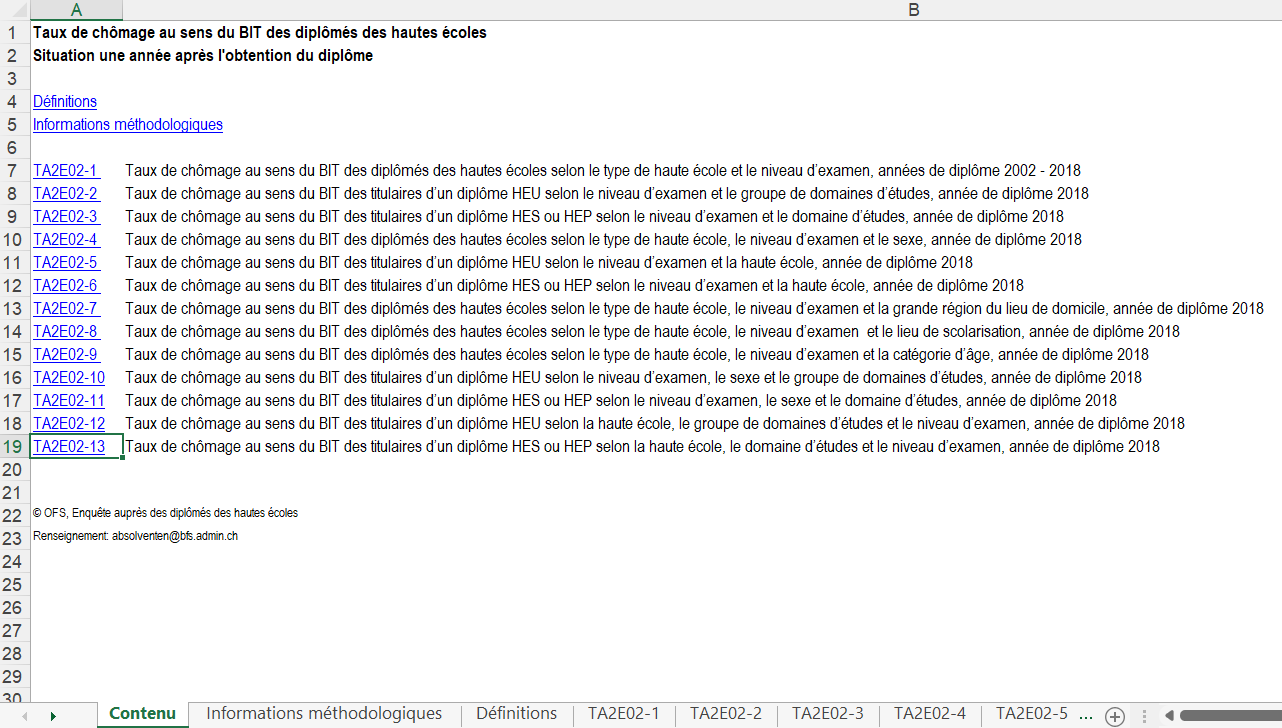 A B
1 Taux de chômage au sens du BIT des diplômés des hautes écoles
2 Situation une année après l'obtention du diplôme
3
4 Définitions
5 Informations méthodologiques
6
7 TA2E02-1 Taux de chômage au sens du BIT des diplômés des hautes écoles selon le type de haute école et le niveau d’examen, années de diplôme 2002 - 2018
8 TA2E02-2 Taux de chômage au sens du BIT des titulaires d’un diplôme HEU selon le niveau d’examen et le groupe de domaines d’études, année de diplôme 2018
9 TA2E02-3 Taux de chômage au sens du BIT des titulaires d’un diplôme HES ou HEP selon le niveau d’examen et le domaine d’études, année de diplôme 2018
10 TA2E02-4 Taux de chômage au sens du BIT des diplômés des hautes écoles selon le type de haute école, le niveau d’examen et le sexe, année de diplôme 2018
11 TA2E02-5 Taux de chômage au sens du BIT des titulaires d’un diplôme HEU selon le niveau d’examen et la haute école, année de diplôme 2018
12 TA2E02-6 Taux de chômage au sens du BIT des titulaires d’un diplôme HES ou HEP selon le niveau d’examen et la haute école, année de diplôme 2018
13 TA2E02-7 Taux de chômage au sens du BIT des diplômés des hautes écoles selon le type de haute école, le niveau d’examen et la grande région du lieu de domicile, année de diplôme 2018
14 TA2E02-8 Taux de chômage au sens du BIT des diplômés des hautes écoles selon le type de haute école, le niveau d’examen  et le lieu de scolarisation, année de diplôme 2018
15 TA2E02-9 Taux de chômage au sens du BIT des diplômés des hautes écoles selon le type de haute école, le niveau d’examen et la catégorie d’âge, année de diplôme 2018
16 TA2E02-10 Taux de chômage au sens du BIT des titulaires d’un diplôme HEU selon le niveau d’examen, le sexe et le groupe de domaines d’études, année de diplôme 2018
17 TA2E02-11 Taux de chômage au sens du BIT des titulaires d’un diplôme HES ou HEP selon le niveau d’examen, le sexe et le domaine d’études, année de diplôme 2018
18 TA2E02-12 Taux de chômage au sens du BIT des titulaires d’un diplôme HEU selon la haute école, le groupe de domaines d’études et le niveau d’examen, année de diplôme 2018
19 TA2E02-13 Taux de chômage au sens du BIT des titulaires d’un diplôme HES ou HEP selon la haute école, le domaine d’études et le niveau d’examen, année de diplôme 2018
20
21
22 © OFS, Enquête auprès des diplômés des hautes écoles
23 Renseignement: absolventen@bfs.admin.ch
24
25
26
27
28
29
30
Contenu Informations méthodologiques Définitions TA2E02-1 TA2E02-2 TA2E02-3 TA2E02-4 TA2E02-5 ...